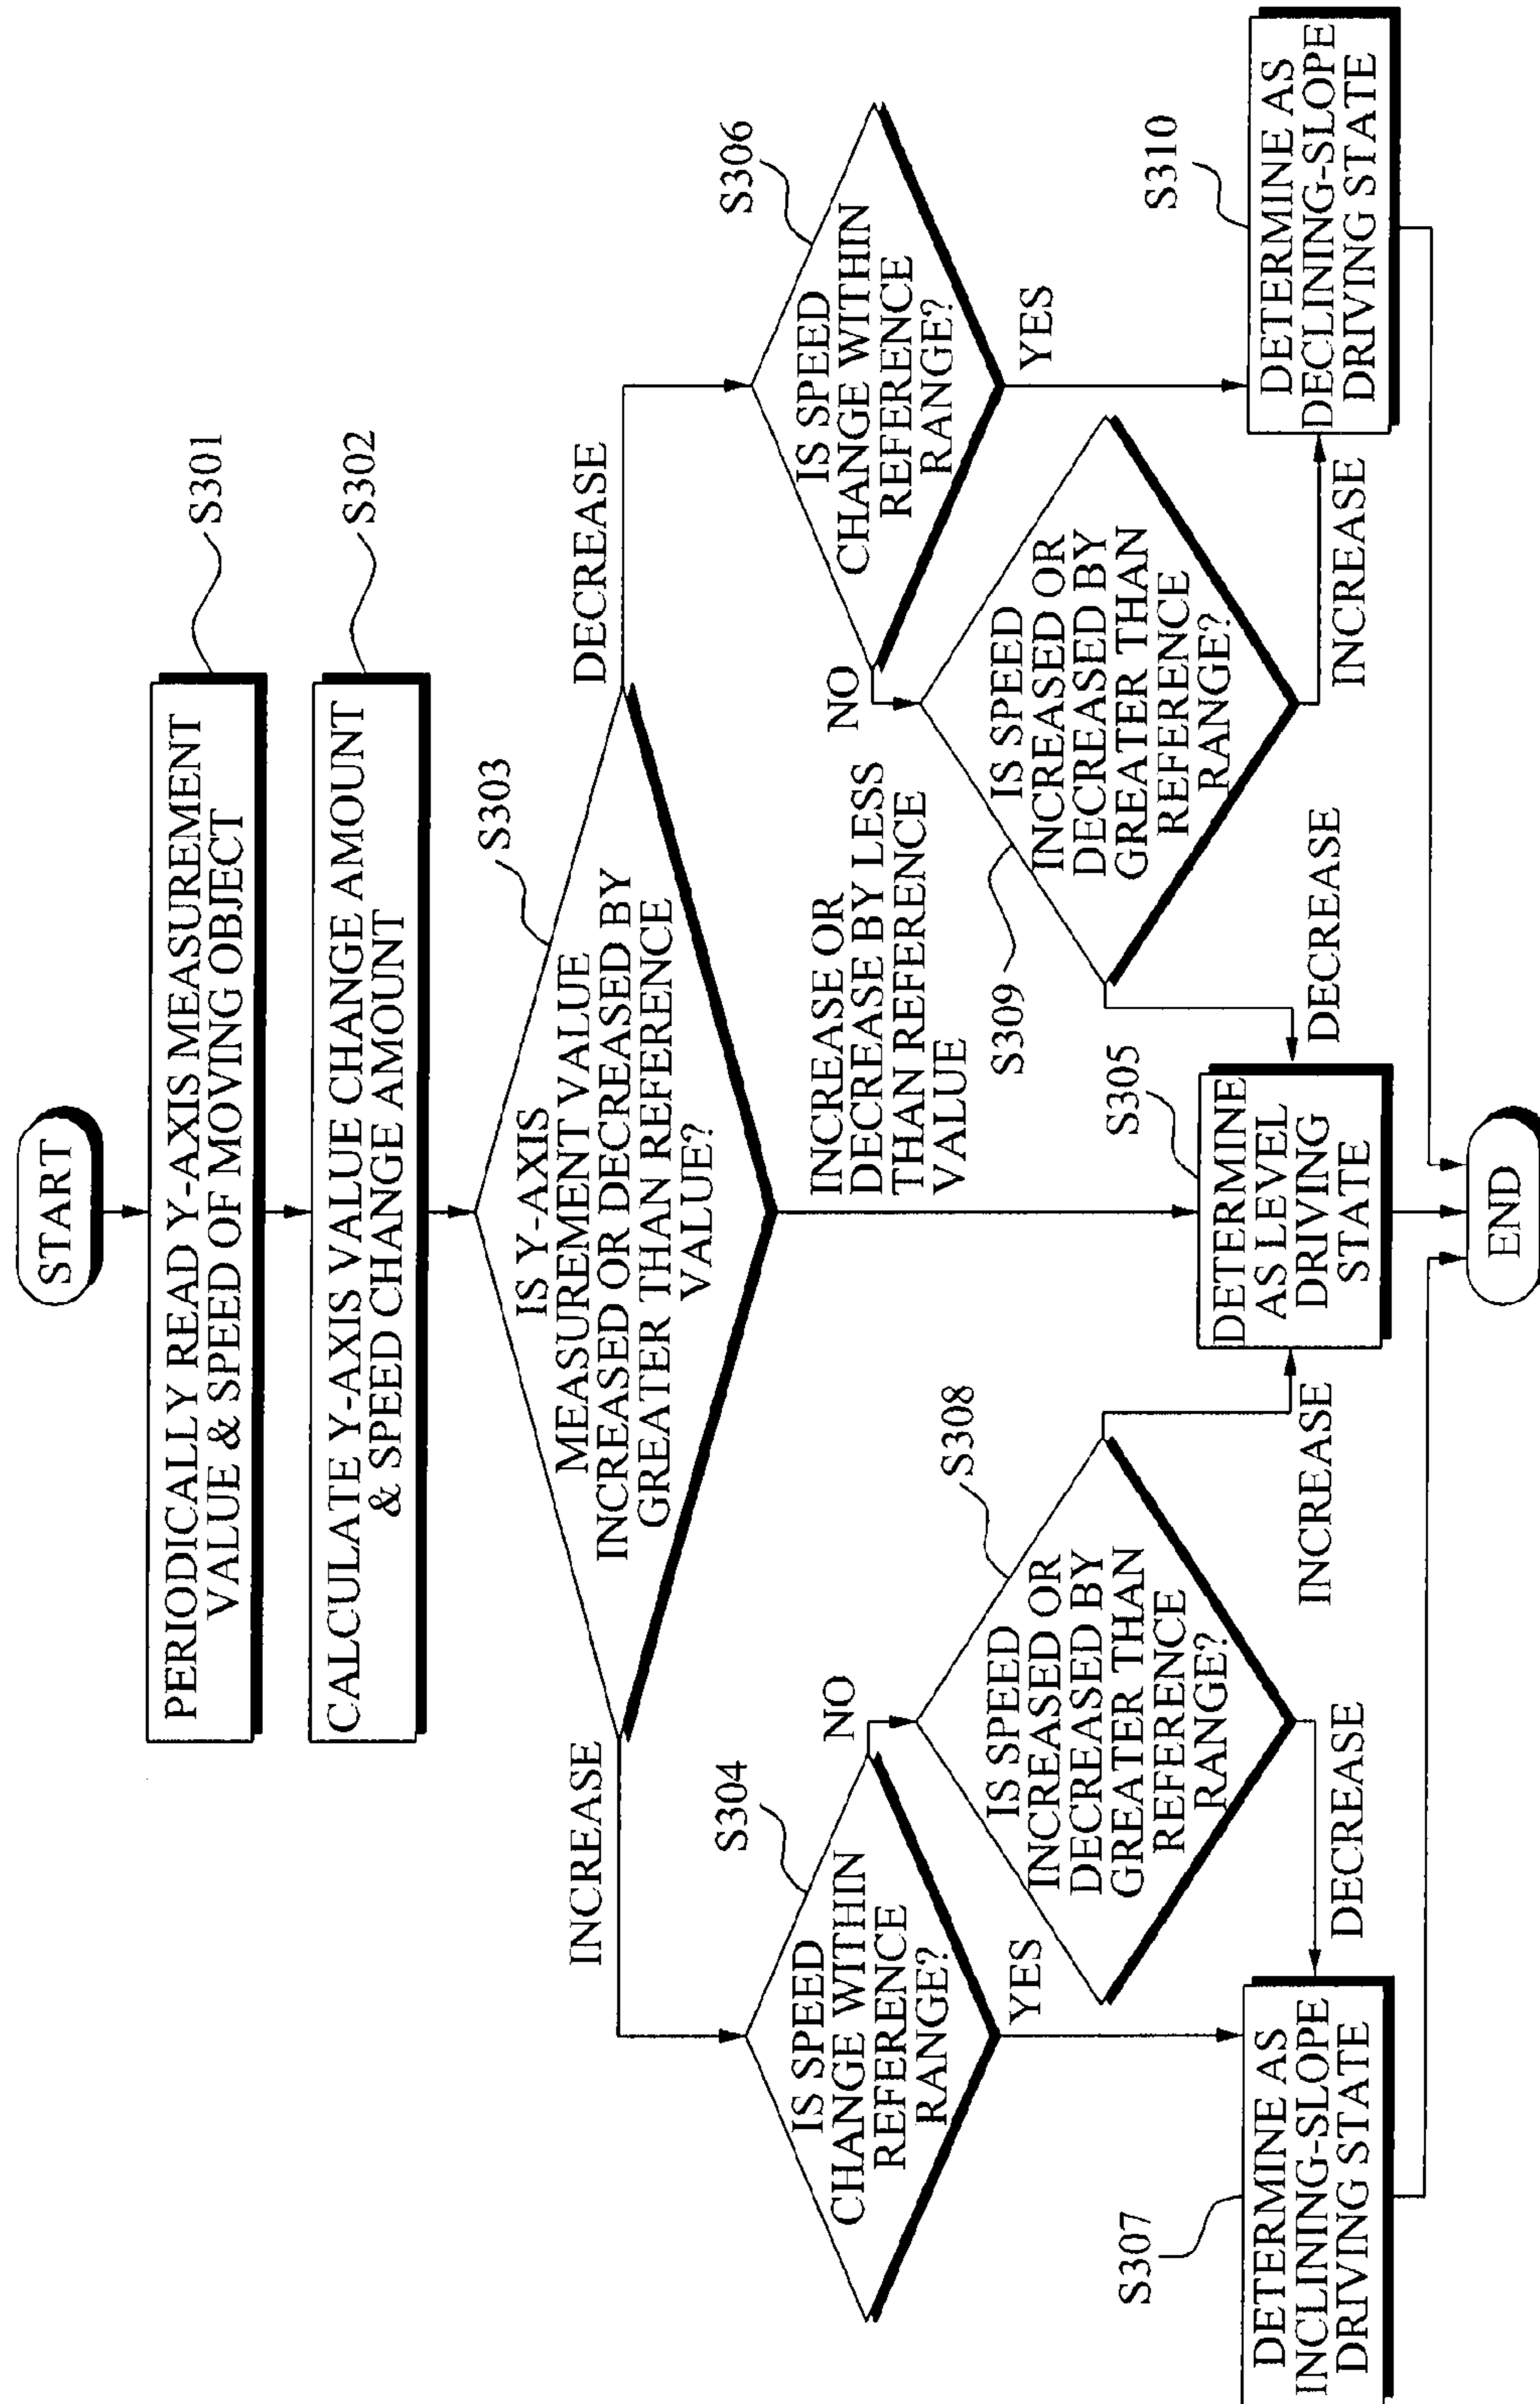 START
PERIODICALLY READ Y-AXIS MEASUREMENT
VALUE & SPEED OF MOVING OBJECT
S301
CALCULATE Y-AXIS VALUE CHANGE AMOUNT
& SPEED CHANGE AMOUNT
S302
IS Y-AXIS
MEASUREMENT VALUE
INCREASED OR DECREASED BY
GREATER THAN REFERENCE
VALUE?
S303
INCREASE
DECREASE
INCREASE OR
DECREASE BY LESS
THAN REFERENCE
VALUE
S304
IS SPEED
CHANGE WITHIN
REFERENCE
RANGE?
NO
YES
S306
IS SPEED
CHANGE WITHIN
REFERENCE
RANGE?
NO
YES
S308
IS SPEED
INCREASED OR
DECREASED BY
GREATER THAN
REFERENCE
RANGE?
INCREASE
DECREASE
S309
IS SPEED
INCREASED OR
DECREASED BY
GREATER THAN
REFERENCE
RANGE?
DECREASE
INCREASE
S307
DETERMINE AS
INCLINING-SLOPE
DRIVING STATE
S305
DETERMINE
AS LEVEL
DRIVING
STATE
S310
DETERMINE AS
DECLINING-SLOPE
DRIVING STATE
END